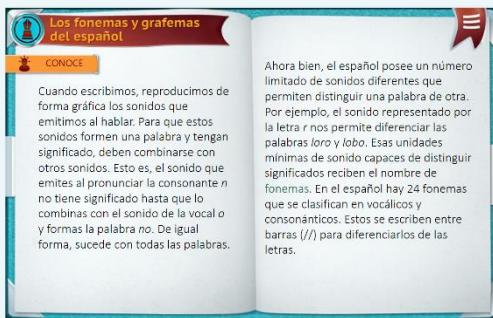 Los fonemas y grafemas
del español
CONOCE
Cuando escribimos, reproducimos de
forma gráfica los sonidos que
emitimos al hablar. Para que estos
sonidos formen una palabra y tengan
significado, deben combinarse con
otros sonidos. Esto es, el sonido que
emites al pronunciar la consonante n
no tiene significado hasta que lo
combinas con el sonido de la vocal o
y formas la palabra no. De igual
forma, sucede con todas las palabras.
Ahora bien, el español posee un número
limitado de sonidos diferentes que
permiten distinguir una palabra de otra.
Por ejemplo, el sonido representado por
la letra r nos permite diferenciar las
palabras loro y lobo. Esas unidades
mínimas de sonido capaces de distinguir
significados reciben el nombre de
fonemas. En el español hay 24 fonemas
que se clasifican en vocálicos y
consonánticos. Estos se escriben entre
barras (//) para diferenciarlos de las
letras.